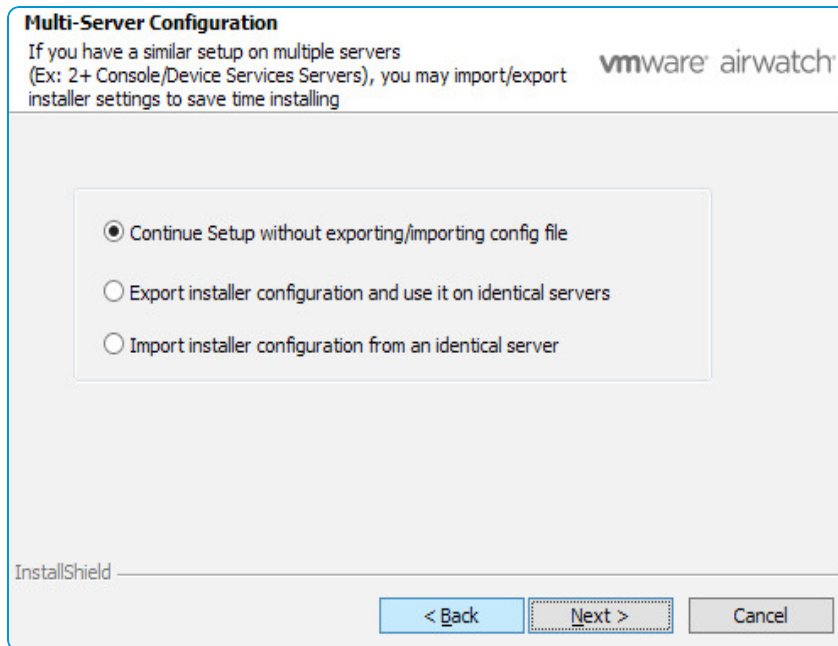 Multi-Server Configuration
If you have a similar setup on multiple servers
(Ex: 2+ Console/Device Services Servers), you may import/export
installer settings to save time installing
vmware airwatch
Continue Setup without exporting/importing config file
Export installer configuration and use it on identical servers
Import installer configuration from an identical server
InstallShield
< Back
Next >
Cancel